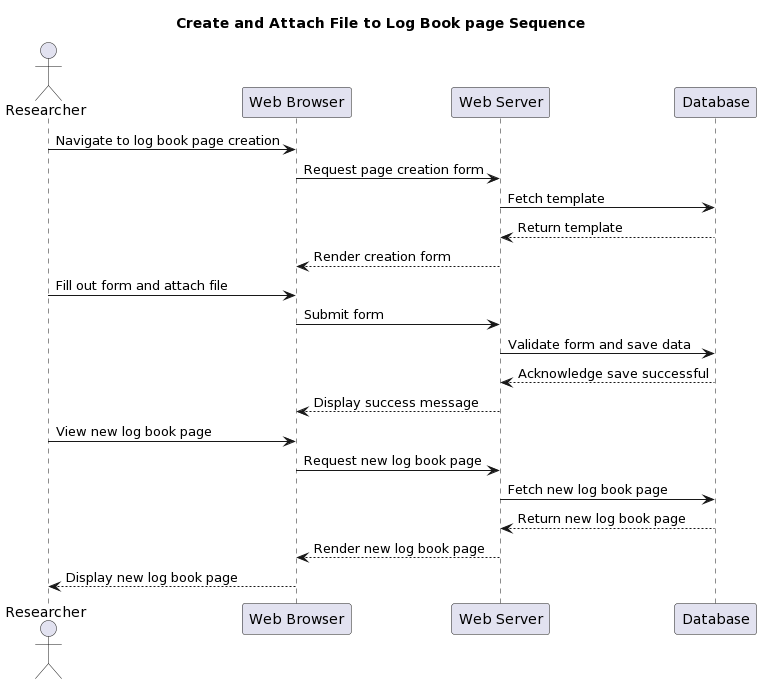 Create and Attach File to Log Book page Sequence
Researcher
Web Browser
Web Server
Database
Navigate to log book page creation
Request page creation form
Fetch template
Return template
Render creation form
Fill out form and attach file
Submit form
Validate form and save data
Acknowledge save successful
Display success message
View new log book page
Request new log book page
Fetch new log book page
Return new log book page
Render new log book page
Display new log book page
Researcher
Web Browser
Web Server
Database